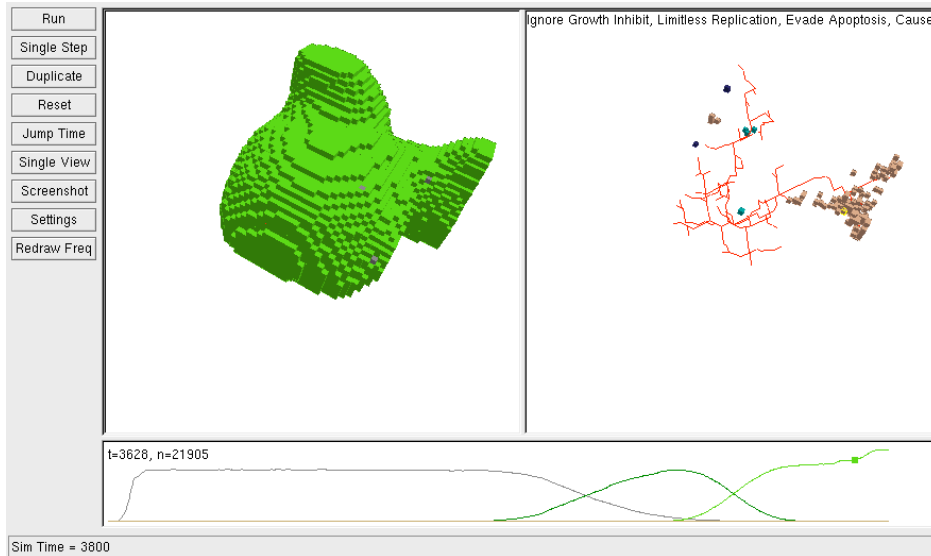 Run
Single Step
Duplicate
Reset
Jump Time
Single View
Screenshot
Settings
Redraw Freq
Ignore Growth Inhibit, Limitless Replication, Evade Apoptosis, Cause
t=3628, n=21905
Sim Time = 3800